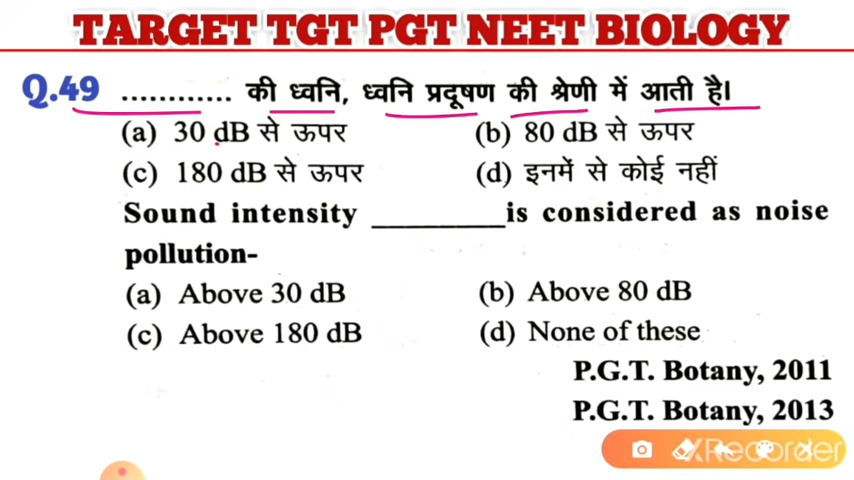 TARGET TGT PGT NEET BIOLOGY
Q.49 ............ की ध्वनि, ध्वनि प्रदूषण की श्रेणी में आती है।
(a) 30 dB से ऊपर (b) 80 dB से ऊपर
(c) 180 dB से ऊपर (d) इनमें से कोई नहीं
Sound intensity _________is considered as noise
pollution-
(a) Above 30 dB (b) Above 80 dB
(c) Above 180 dB (d) None of these
P.G.T. Botany, 2011
P.G.T. Botany, 2013
XRecorder